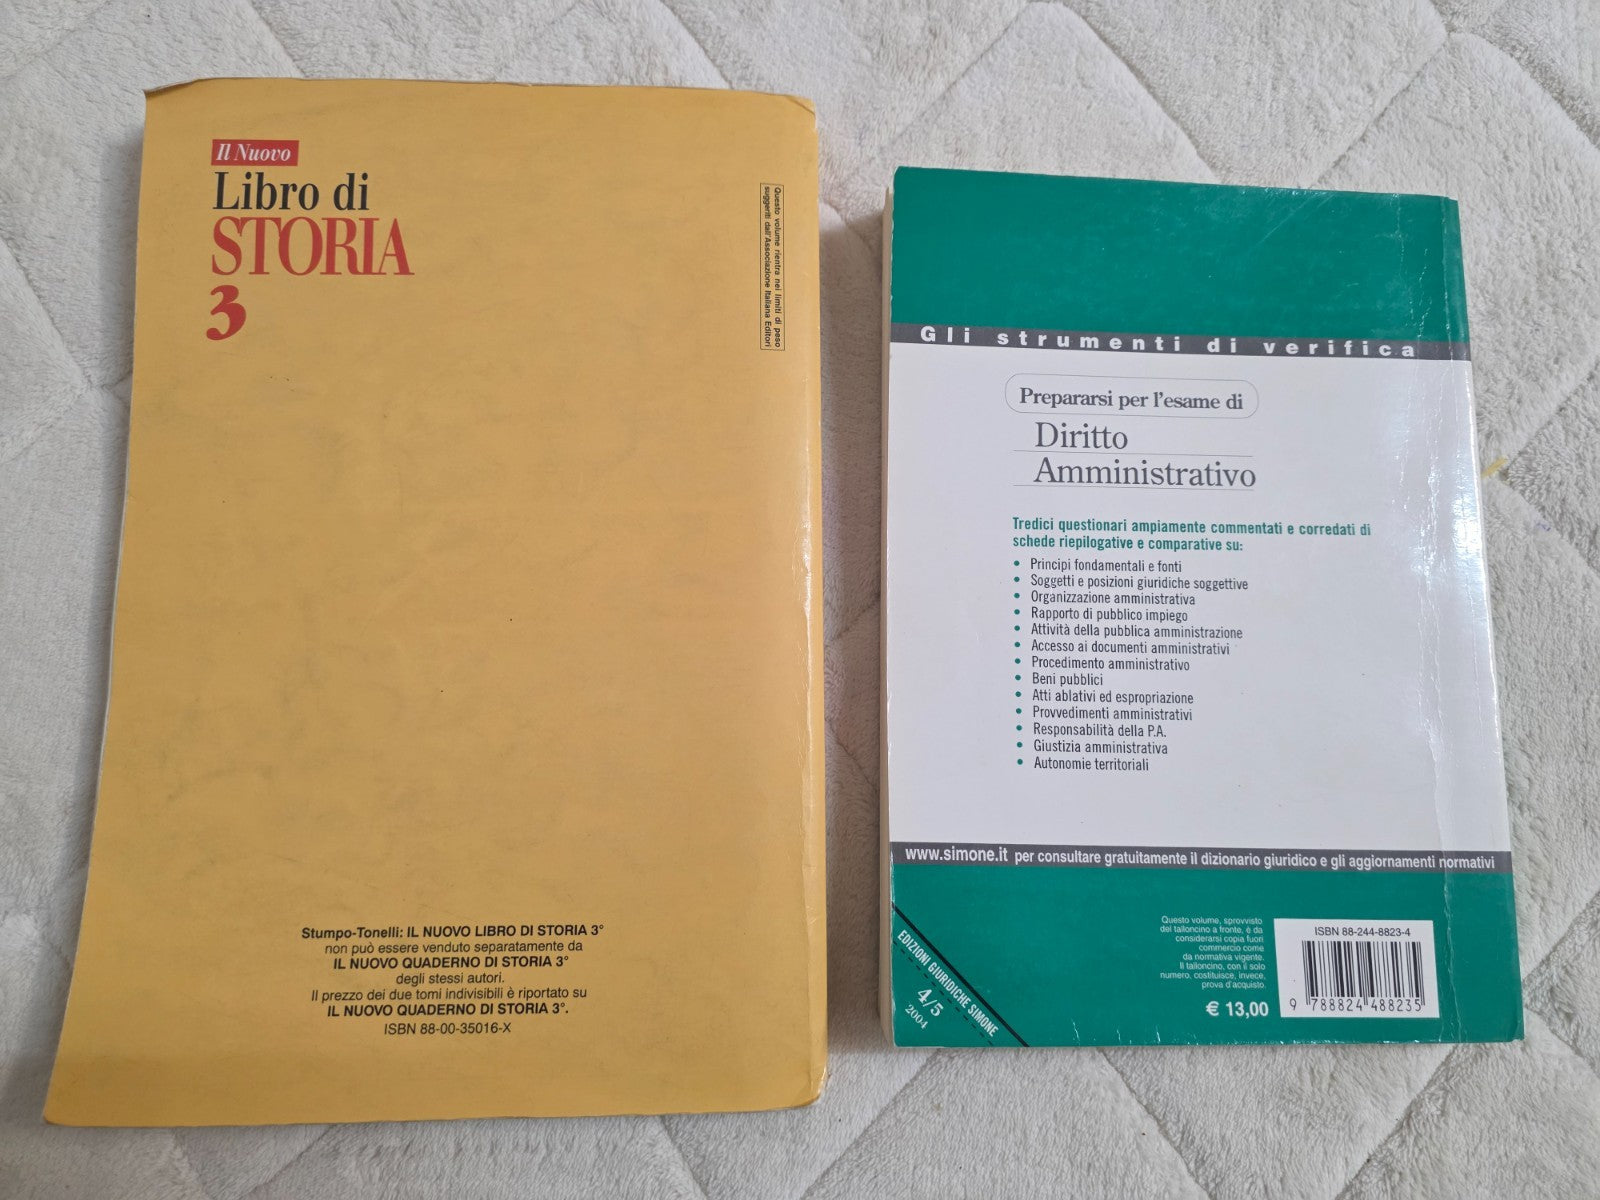 Il Nuovo
Libro di
STORIA
3
Questo volume rientra nei limiti di peso
suggeriti dall'Associazione Italiana Editori
Stumpo-Tonelli: IL NUOVO LIBRO DI STORIA 3°
non può essere venduto separatamente da
IL NUOVO QUADERNO DI STORIA 3°
degli stessi autori.
Il prezzo dei due tomi indivisibili è riportato su
IL NUOVO QUADERNO DI STORIA 3°.
ISBN 88-00-35016-X
Gli strumenti di verifica
Prepararsi per l'esame di
Diritto
Amministrativo
Tredici questionari ampiamente commentati e corredati di
schede riepilogative e comparative su:
• Principi fondamentali e fonti
• Soggetti e posizioni giuridiche soggettive
• Organizzazione amministrativa
• Rapporto di pubblico impiego
• Attività della pubblica amministrazione
• Accesso ai documenti amministrativi
• Procedimento amministrativo
• Beni pubblici
• Atti ablativi ed espropriazione
• Provvedimenti amministrativi
• Responsabilità della P.A.
• Giustizia amministrativa
• Autonomie territoriali
www.simone.it per consultare gratuitamente il dizionario giuridico e gli aggiornamenti normativi
EDIZIONI GIURIDICHE SIMONE
4/5
2004
Questo volume, sprovvisto
del talloncino a fronte, è da
considerarsi copia fuori
commercio come
da normativa vigente.
Il talloncino, con il solo
numero, costituisce, invece,
prova d'acquisto.
€ 13,00
ISBN 88-244-8823-4
9 788824 488235